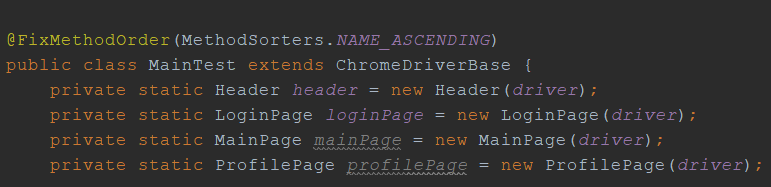 @FixMethodOrder(MethodSorters.NAME_ASCENDING)
public class MainTest extends ChromeDriverBase {
    private static Header header = new Header(driver);
    private static LoginPage loginPage = new LoginPage(driver);
    private static MainPage mainPage = new MainPage(driver);
    private static ProfilePage profilePage = new ProfilePage(driver);